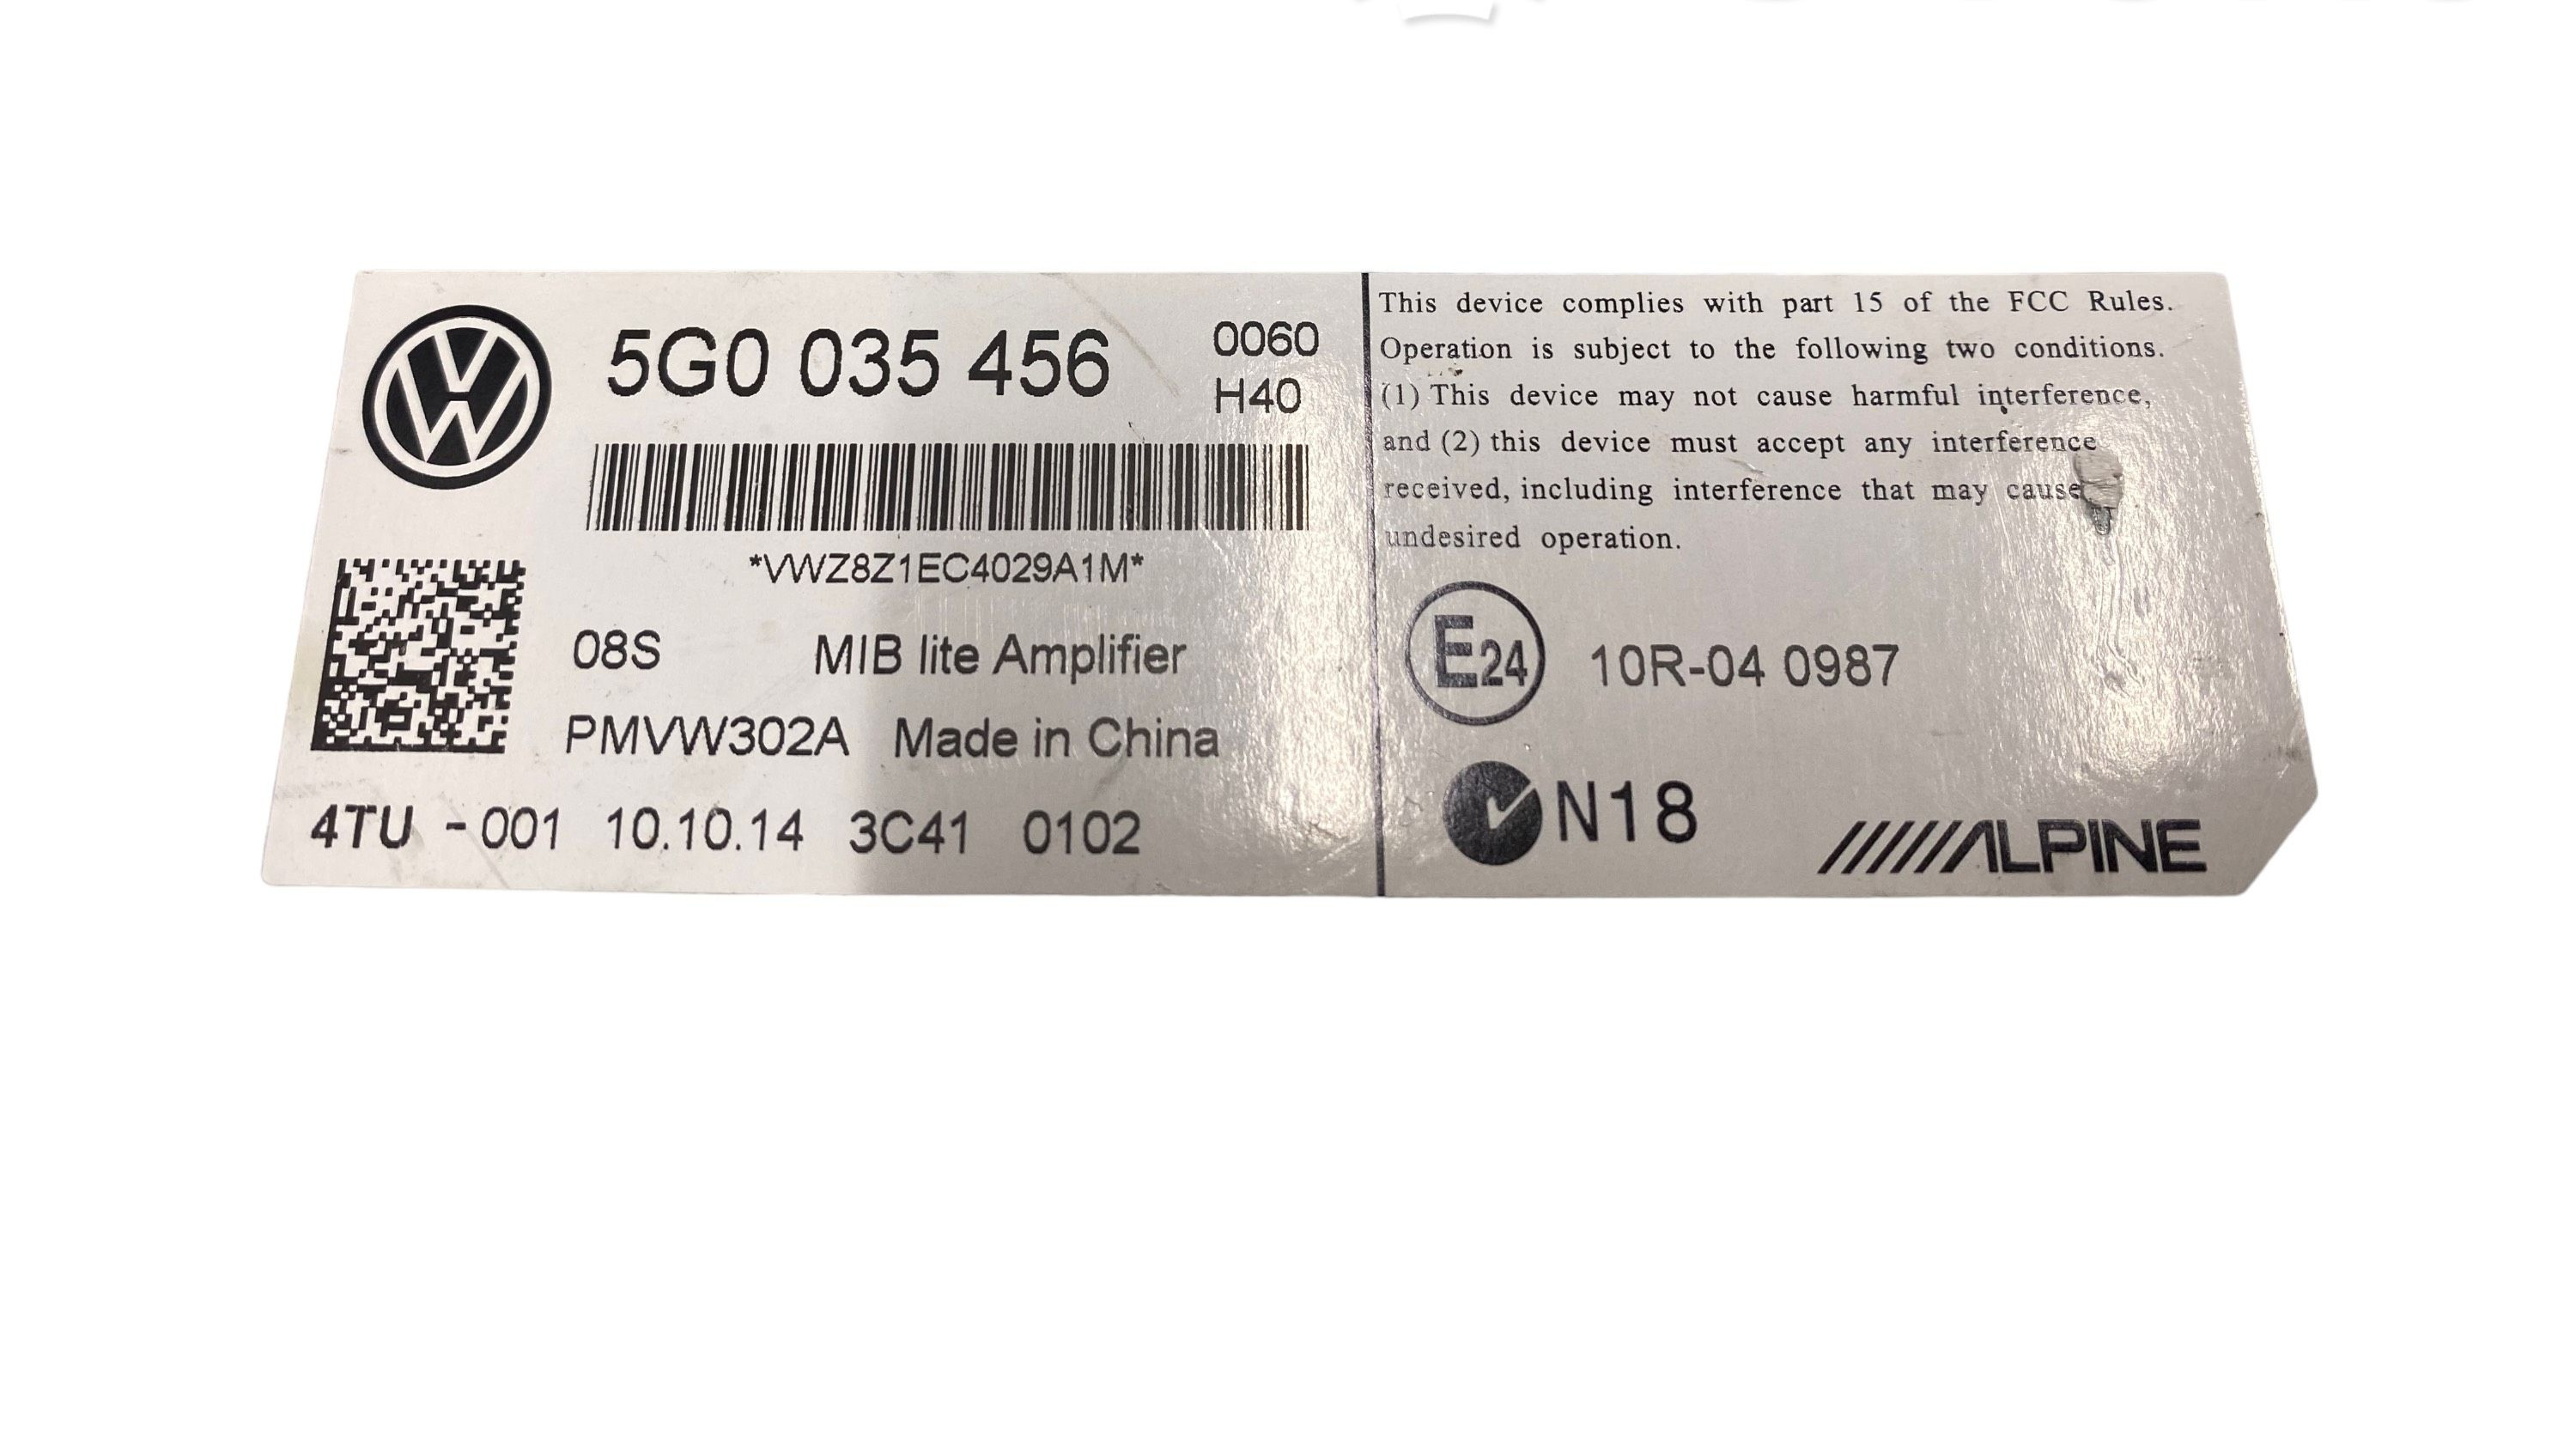 5G0 035 456
0060
H40
*VWZ8Z1EC4029A1M*
08S MIB lite Amplifier
PMVW302A Made in China
4TU -001 10.10.14 3C41 0102
This device complies with part 15 of the FCC Rules.
Operation is subject to the following two conditions.
(1) This device may not cause harmful interference,
and (2) this device must accept any interference
received, including interference that may cause
undesired operation.
E24 10R-04 0987
N18
ALPINE